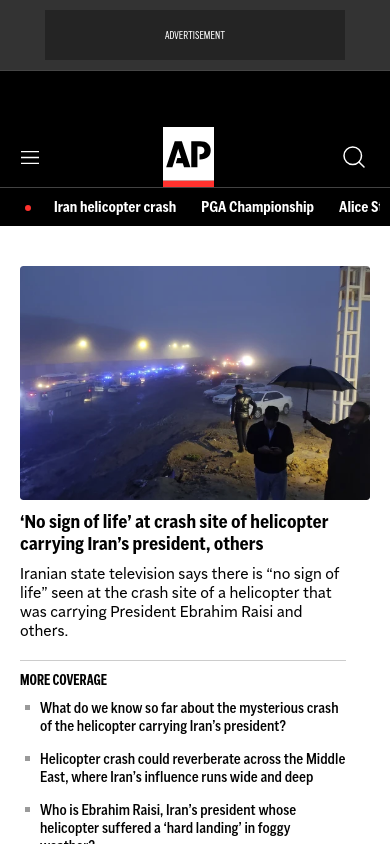 ADVERTISEMENT
AP
Iran helicopter crash PGA Championship Alice St
‘No sign of life’ at crash site of helicopter
carrying Iran’s president, others
Iranian state television says there is “no sign of
life” seen at the crash site of a helicopter that
was carrying President Ebrahim Raisi and
others.
MORE COVERAGE
What do we know so far about the mysterious crash
of the helicopter carrying Iran’s president?
Helicopter crash could reverberate across the Middle
East, where Iran’s influence runs wide and deep
Who is Ebrahim Raisi, Iran’s president whose
helicopter suffered a ‘hard landing’ in foggy
weather?